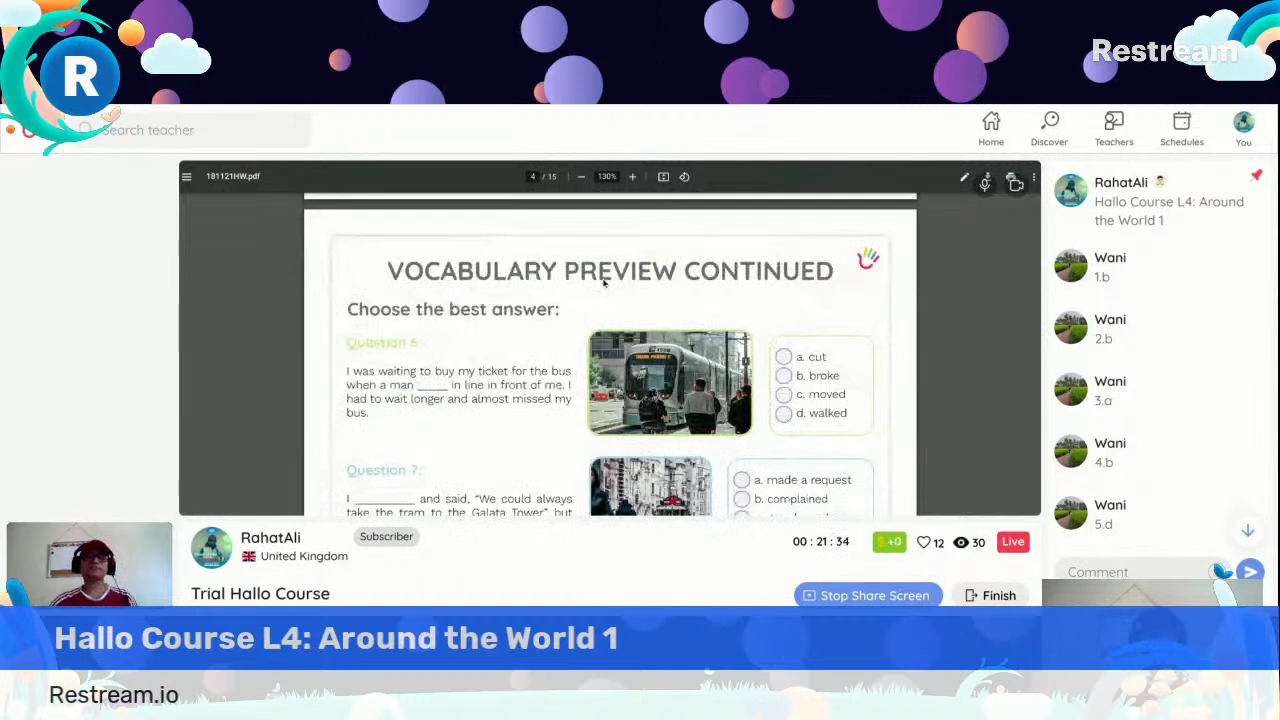 R
Restream
Search teacher
Home
Discover
Teachers
Schedules
You
181121HW.pdf
4 / 15
130%
VOCABULARY PREVIEW CONTINUED
Choose the best answer:
Question 6:
I was waiting to buy my ticket for the bus
when a man _____ in line in front of me. I
had to wait longer and almost missed my
bus.
a. cut
b. broke
c. moved
d. walked
Question 7:
I _________ and said, "We could always
take the tram to the Galata Tower" but
a. made a request
b. complained
RahatAli
Hallo Course L4: Around
the World 1
Wani
1.b
Wani
2.b
Wani
3.a
Wani
4.b
Wani
5.d
Comment
RahatAli
Subscriber
United Kingdom
00 : 21 : 34
+0
12
30
Live
Trial Hallo Course
Stop Share Screen
Finish
Hallo Course L4: Around the World 1
Restream.io